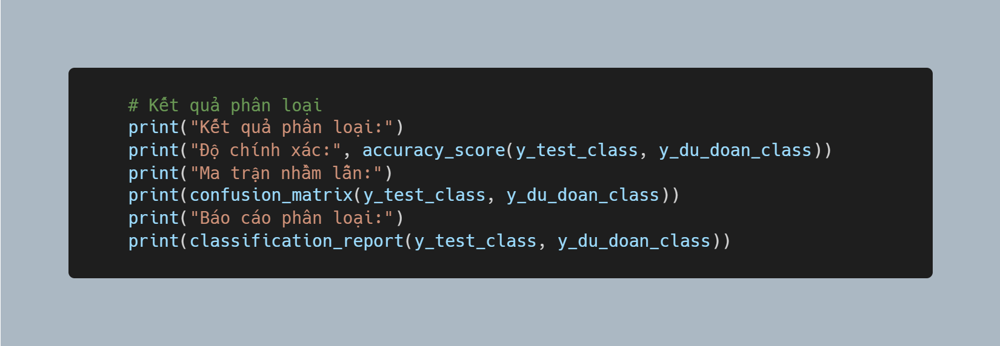 # Kết quả phân loại
print("Kết quả phân loại:")
print("Độ chính xác:", accuracy_score(y_test_class, y_du_doan_class))
print("Ma trận nhầm lẫn:")
print(confusion_matrix(y_test_class, y_du_doan_class))
print("Báo cáo phân loại:")
print(classification_report(y_test_class, y_du_doan_class))